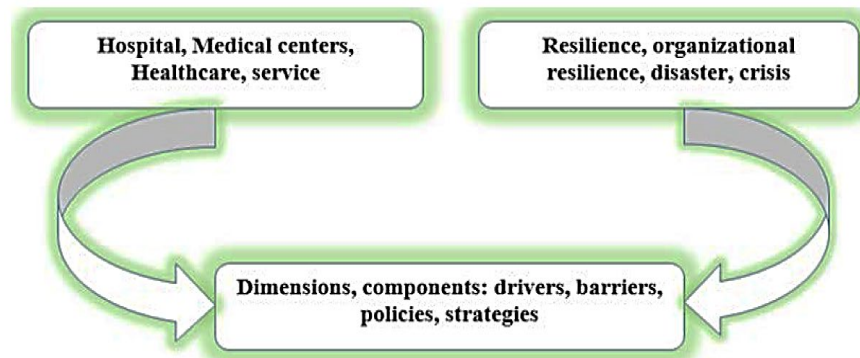 Hospital, Medical centers,
Healthcare, service
Resilience, organizational
resilience, disaster, crisis
Dimensions, components: drivers, barriers,
policies, strategies